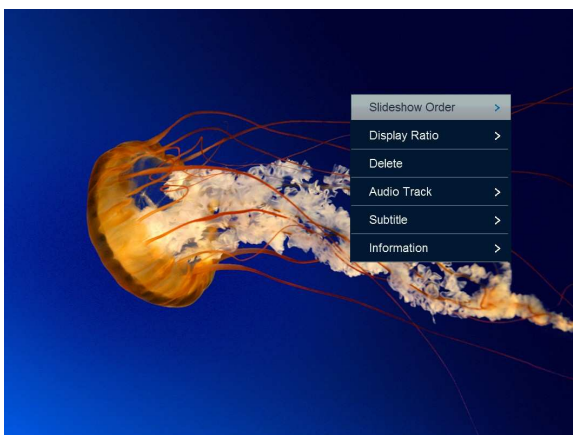 Slideshow Order
Display Ratio
Delete
Audio Track
Subtitle
Information